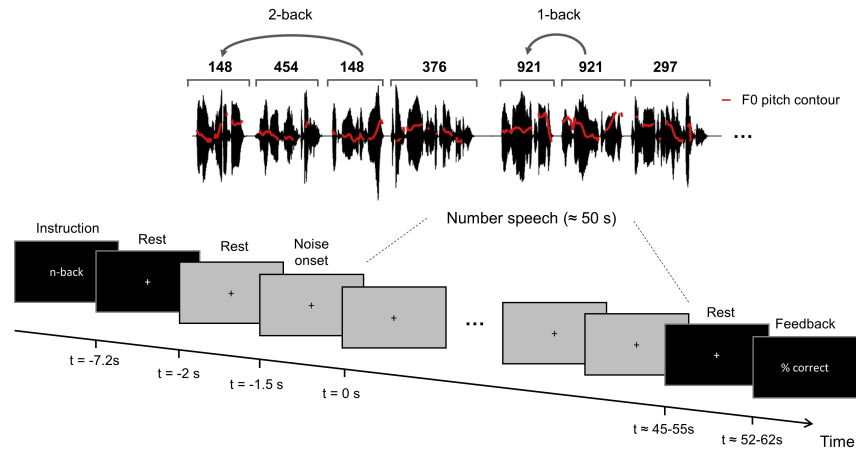 2-back
1-back
148
454
148
376
921
921
297
F0 pitch contour
...
Number speech (≈ 50 s)
Instruction
Rest
Rest
Noise
onset
Rest
Feedback
n-back
+
+
+
+
...
+
+
+
% correct
t = -7.2s
t = -2 s
t = -1.5 s
t = 0 s
t ≈ 45-55s
t ≈ 52-62s
Time